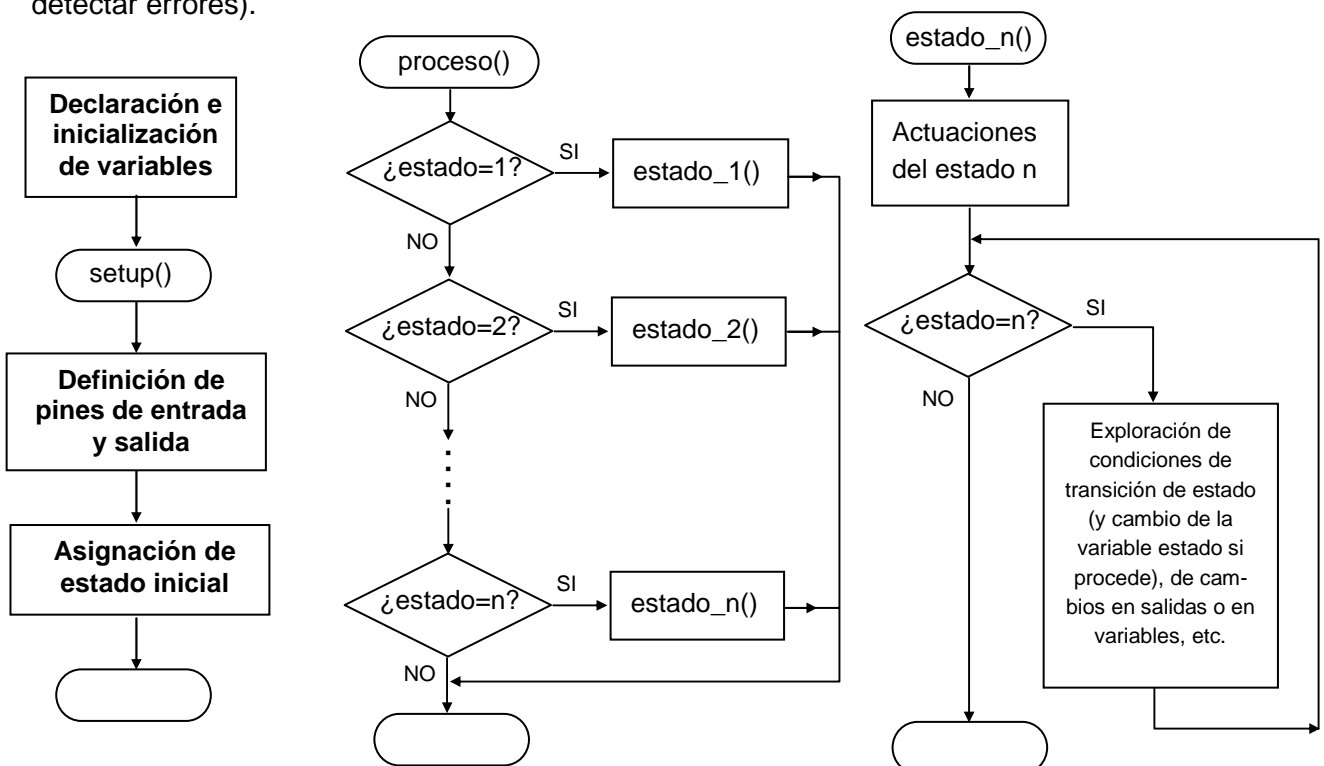 detectar errores).
Declaración e
inicialización
de variables
setup()
Definición de
pines de entrada
y salida
Asignación de
estado inicial
proceso()
¿estado=1?
SI
estado_1()
NO
¿estado=2?
SI
estado_2()
NO
¿estado=n?
SI
estado_n()
NO
estado_n()
Actuaciones
del estado n
¿estado=n?
SI
NO
Exploración de
condiciones de
transición de estado
(y cambio de la
variable estado si
procede), de cam-
bios en salidas o en
variables, etc.